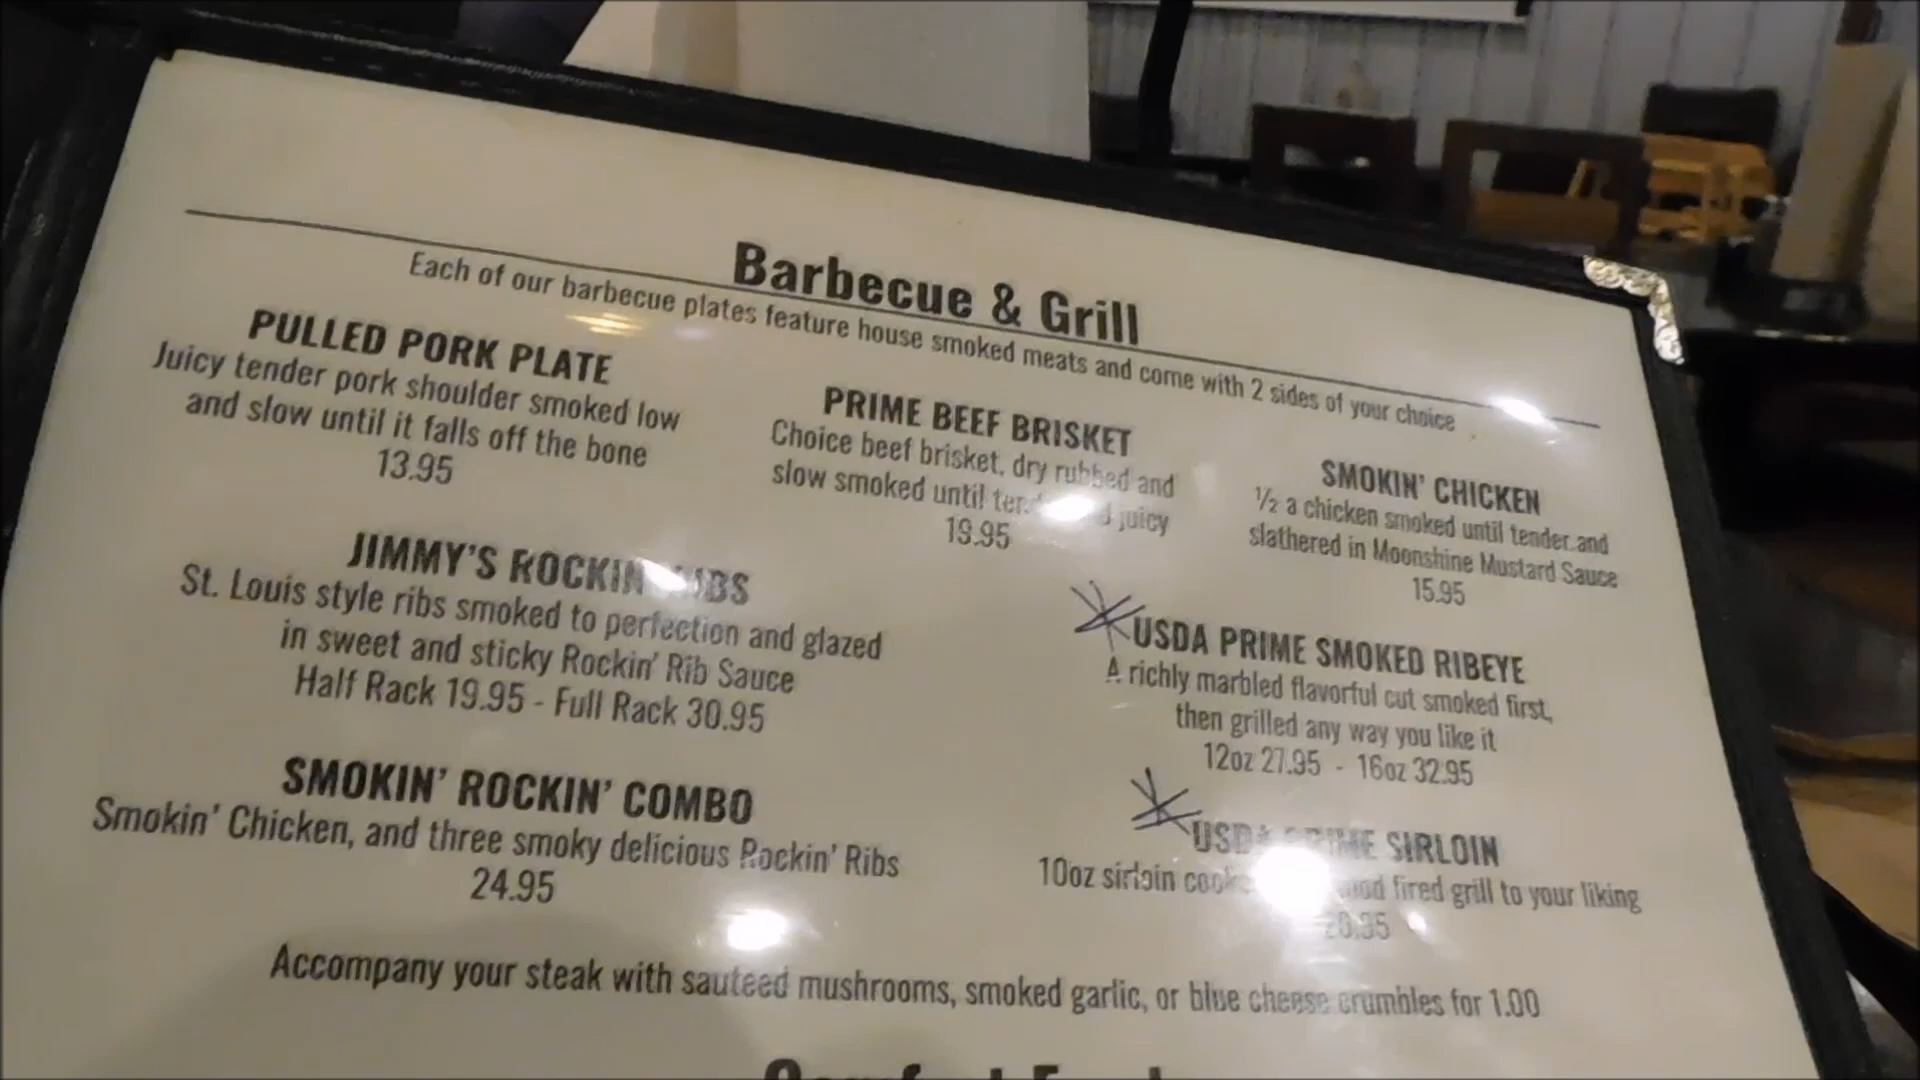 Barbecue & Grill
Each of our barbecue plates feature house smoked meats and come with 2 sides of your choice
PULLED PORK PLATE
Juicy tender pork shoulder smoked low
and slow until it falls off the bone
13.95
PRIME BEEF BRISKET
Choice beef brisket, dry rubbed and
slow smoked until juicy
19.95
SMOKIN' CHICKEN
½ a chicken smoked until tender and
slathered in Moonshine Mustard Sauce
15.95
JIMMY'S ROCKIN
St. Louis style ribs smoked to perfection and glazed
in sweet and sticky Rockin' Rib Sauce
Half Rack 19.95 - Full Rack 30.95
USDA PRIME SMOKED RIBEYE
A richly marbled flavorful cut smoked first,
then grilled any way you like it
12oz 27.95 - 16oz 32.95
SMOKIN' ROCKIN' COMBO
Smokin' Chicken, and three smoky delicious Rockin' Ribs
24.95
USDA PRIME SIRLOIN
10oz sirloin fired grill to your liking
Accompany your steak with sauteed mushrooms, smoked garlic, or blue cheese crumbles for 1.00